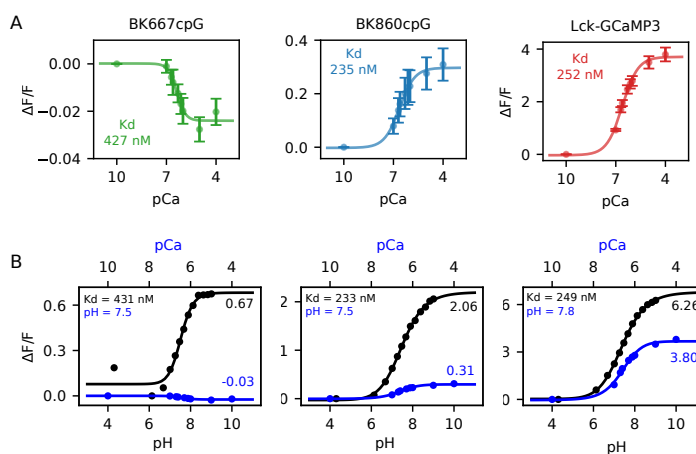 A
BK667cpG
BK860cpG
Lck-GCaMP3
ΔF/F
0.00
−0.02
−0.04
Kd
427 nM
10
7
4
pCa
0.4
0.2
0.0
Kd
235 nM
10
7
4
pCa
4
2
0
Kd
252 nM
10
7
4
pCa
B
pCa
10
8
6
4
ΔF/F
0.6
0.3
0.0
Kd = 431 nM
pH = 7.5
0.67
-0.03
4
6
8
10
pH
pCa
10
8
6
4
2
1
0
Kd = 233 nM
pH = 7.5
2.06
0.31
4
6
8
10
pH
pCa
10
8
6
4
6
3
0
Kd = 249 nM
pH = 7.8
6.26
3.80
4
6
8
10
pH